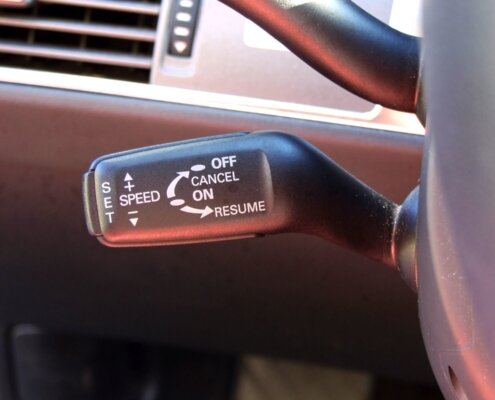 SET
+
SPEED
−
OFF
CANCEL
ON
RESUME